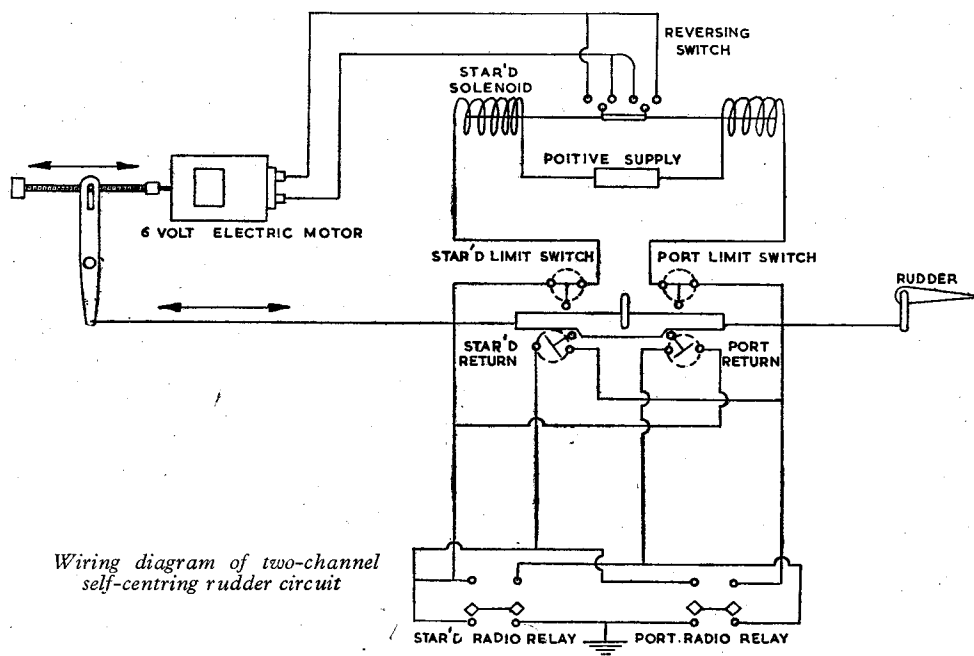 REVERSING
SWITCH
STAR'D
SOLENOID
POITIVE SUPPLY
6 VOLT ELECTRIC MOTOR
STAR'D LIMIT SWITCH
PORT LIMIT SWITCH
RUDDER
STAR'D
RETURN
PORT
RETURN
Wiring diagram of two-channel
self-centring rudder circuit
STAR'D RADIO RELAY
PORT. RADIO RELAY